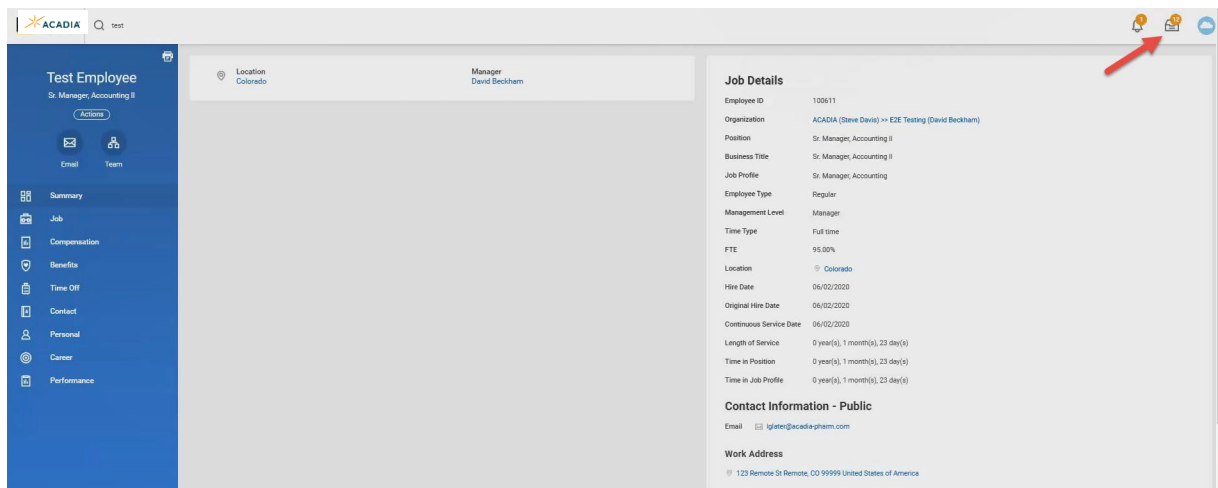 ACADIA
test
1
13
Test Employee
Sr. Manager, Accounting II
Actions
Email Team
Summary
Job
Compensation
Benefits
Time Off
Contact
Personal
Career
Performance
Location Manager
Colorado David Beckham
Job Details
Employee ID 100611
Organization ACADIA (Steve Davis) >> E2E Testing (David Beckham)
Position Sr. Manager, Accounting II
Business Title Sr. Manager, Accounting II
Job Profile Sr. Manager, Accounting
Employee Type Regular
Management Level Manager
Time Type Full time
FTE 95.00%
Location Colorado
Hire Date 06/02/2020
Original Hire Date 06/02/2020
Continuous Service Date 06/02/2020
Length of Service 0 year(s), 1 month(s), 23 day(s)
Time in Position 0 year(s), 1 month(s), 23 day(s)
Time in Job Profile 0 year(s), 1 month(s), 23 day(s)
Contact Information - Public
Email iglater@acadia-pharm.com
Work Address
123 Remote St Remote, CO 99999 United States of America